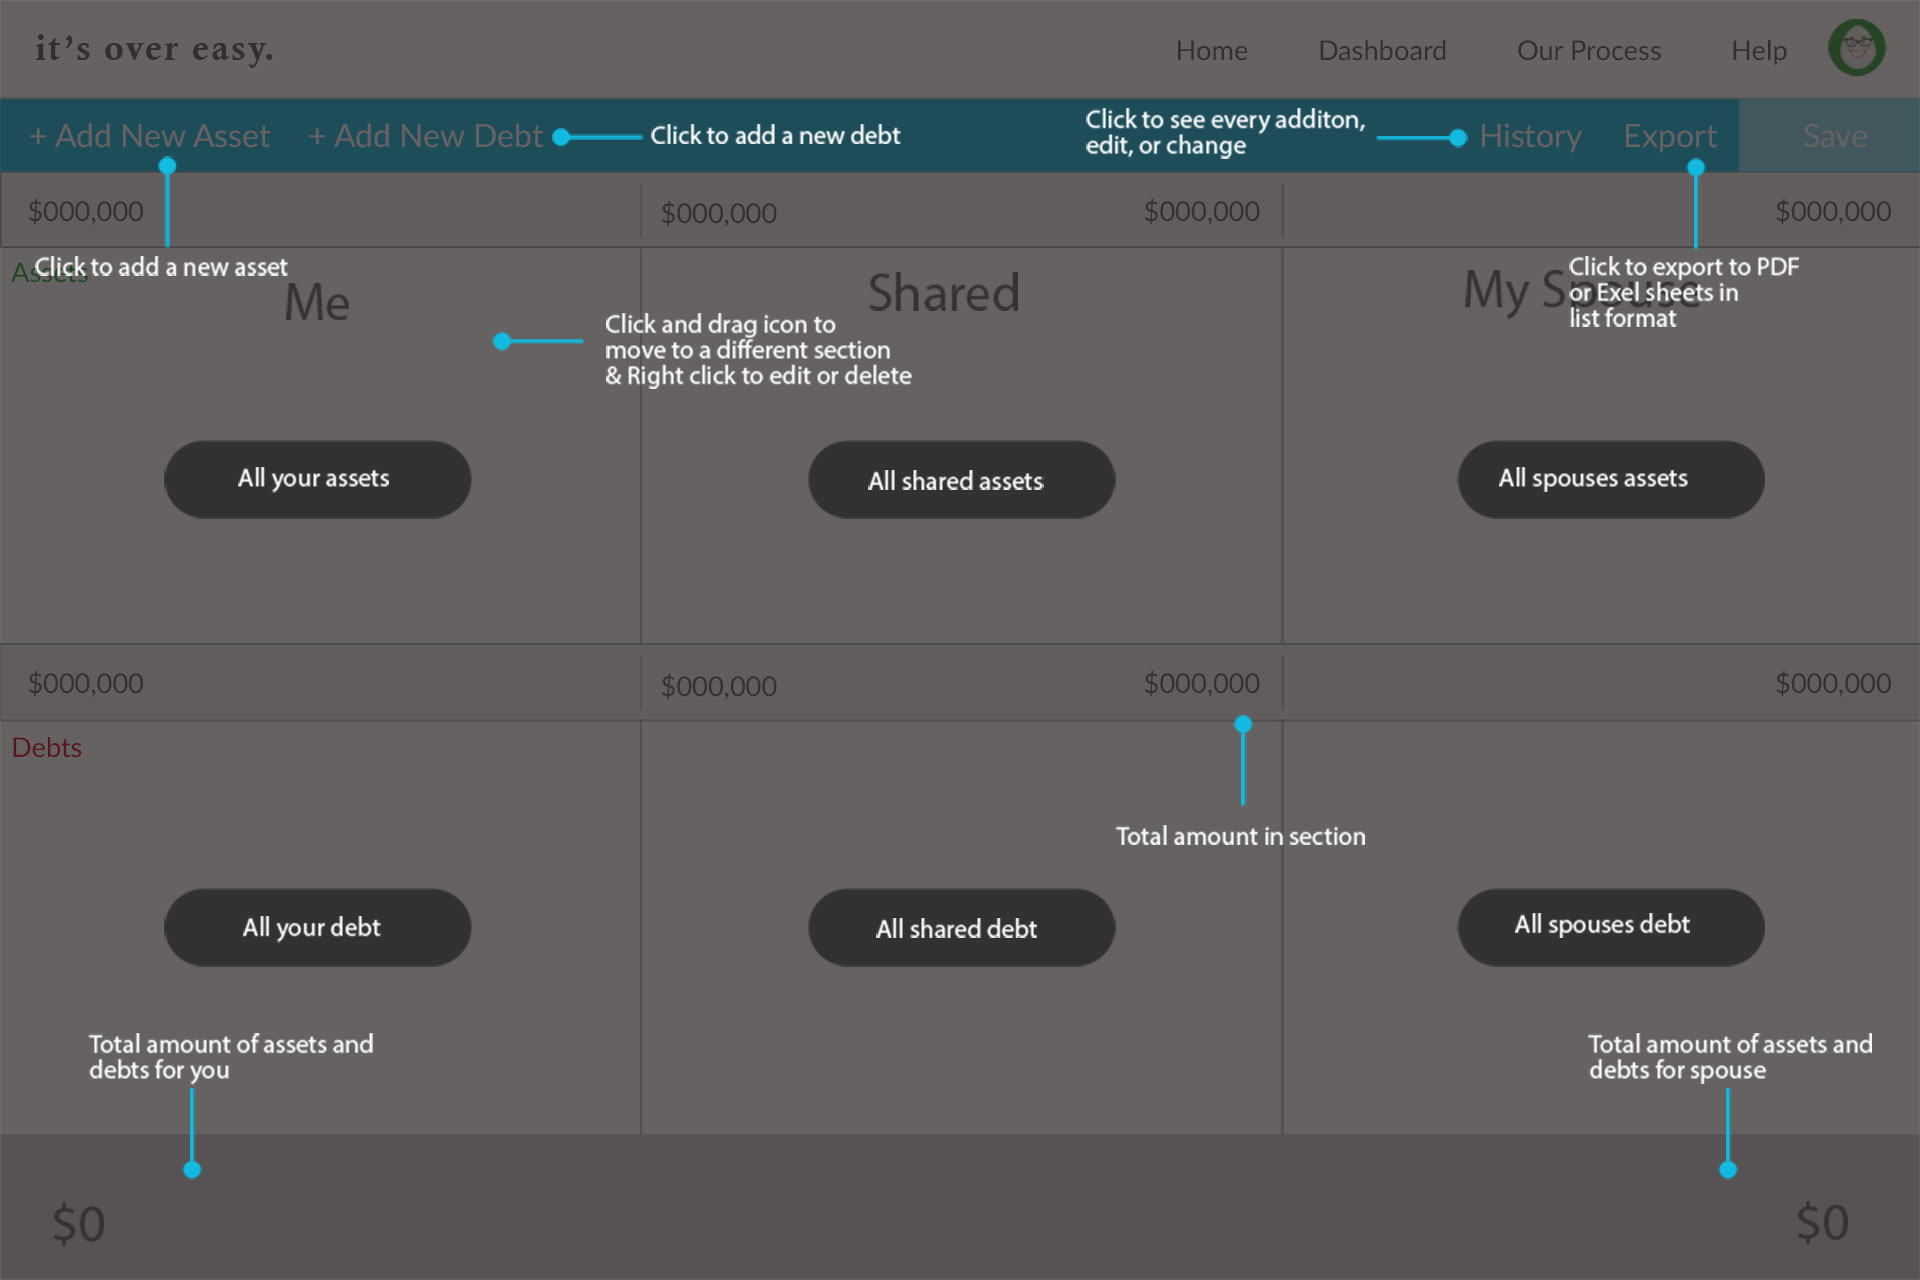 it's over easy.
Home
Dashboard
Our Process
Help
+ Add New Asset
+ Add New Debt
Click to add a new debt
Click to see every additon,
edit, or change
History
Export
Save
$000,000
$000,000
$000,000
$000,000
Assets
Click to add a new asset
Me
Shared
My Spouse
Click to export to PDF
or Exel sheets in
list format
Click and drag icon to
move to a different section
& Right click to edit or delete
All your assets
All shared assets
All spouses assets
$000,000
$000,000
$000,000
$000,000
Debts
Total amount in section
All your debt
All shared debt
All spouses debt
Total amount of assets and
debts for you
Total amount of assets and
debts for spouse
$0
$0